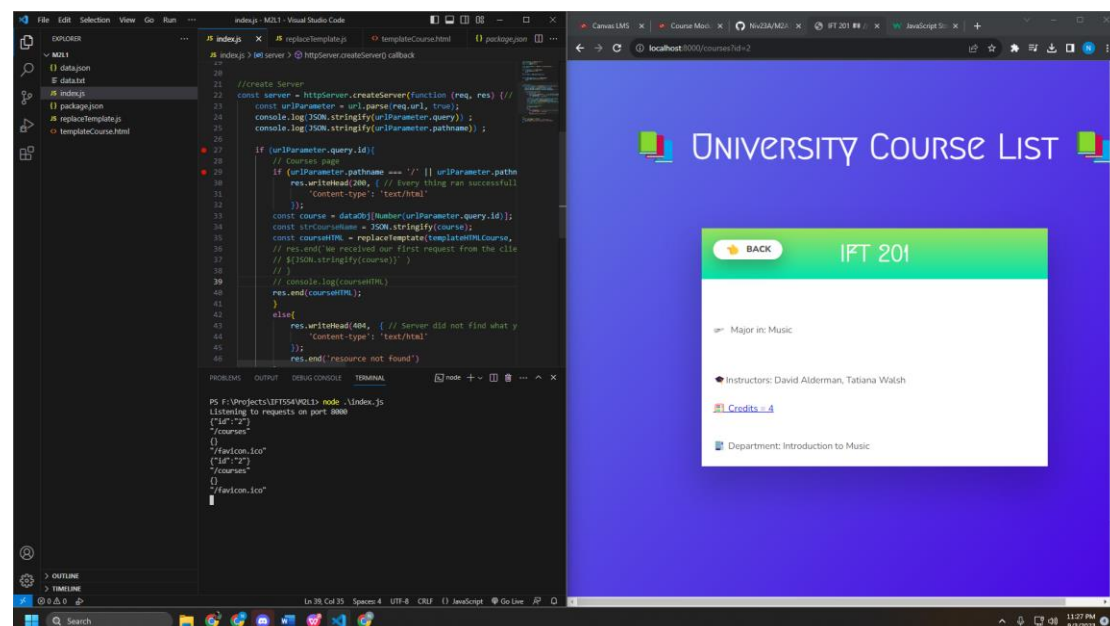 File Edit Selection View Go Run ... index.js - M2L1 - Visual Studio Code
EXPLORER ...
M2L1
data.json
data.txt
index.js
package.json
replaceTemplate.js
templateCourse.html
OUTLINE
TIMELINE
index.js replaceTemplate.js templateCourse.html package.json
index.js > server > httpServer.createServer() callback
20
21 //create Server
22 const server = httpServer.createServer(function (req, res) {//
23 const urlParameter = url.parse(req.url, true);
24 console.log(JSON.stringify(urlParameter.query)) ;
25 console.log(JSON.stringify(urlParameter.pathname)) ;
26
27 if (urlParameter.query.id){
28 // Courses page
29 if (urlParameter.pathname === '/' || urlParameter.pathn
30 res.writeHead(200, { // Every thing ran successfull
31 'Content-type': 'text/html'
32 });
33 const course = dataObj[Number(urlParameter.query.id)];
34 const strCourseName = JSON.stringify(course);
35 const courseHTML = replaceTemptate(templateHTMLCourse,
36 // res.end(`We received our first request from the clie
37 // ${JSON.stringify(course)}` )
38 // }
39 // console.log(courseHTML)
40 res.end(courseHTML);
41 }
42 else{
43 res.writeHead(404, { // Server did not find what y
44 'Content-type': 'text/html'
45 });
46 res.end('resource not found')
PROBLEMS OUTPUT DEBUG CONSOLE TERMINAL node
PS F:\Projects\IFT554\M2L1> node .\index.js
Listening to requests on port 8000
{"id":"2"}
"/courses"
{}
"/favicon.ico"
{"id":"2"}
"/courses"
{}
"/favicon.ico"
0 0 Ln 39, Col 35 Spaces: 4 UTF-8 CRLF {} JavaScript Go Live
Canvas LMS Course Mod Niv23A/M2 IFT 201 JavaScript St
localhost:8000/courses?id=2
University Course List
BACK
IFT 201
Major in: Music
Instructors: David Alderman, Tatiana Walsh
Credits = 4
Department: Introduction to Music
Search
11:27 PM